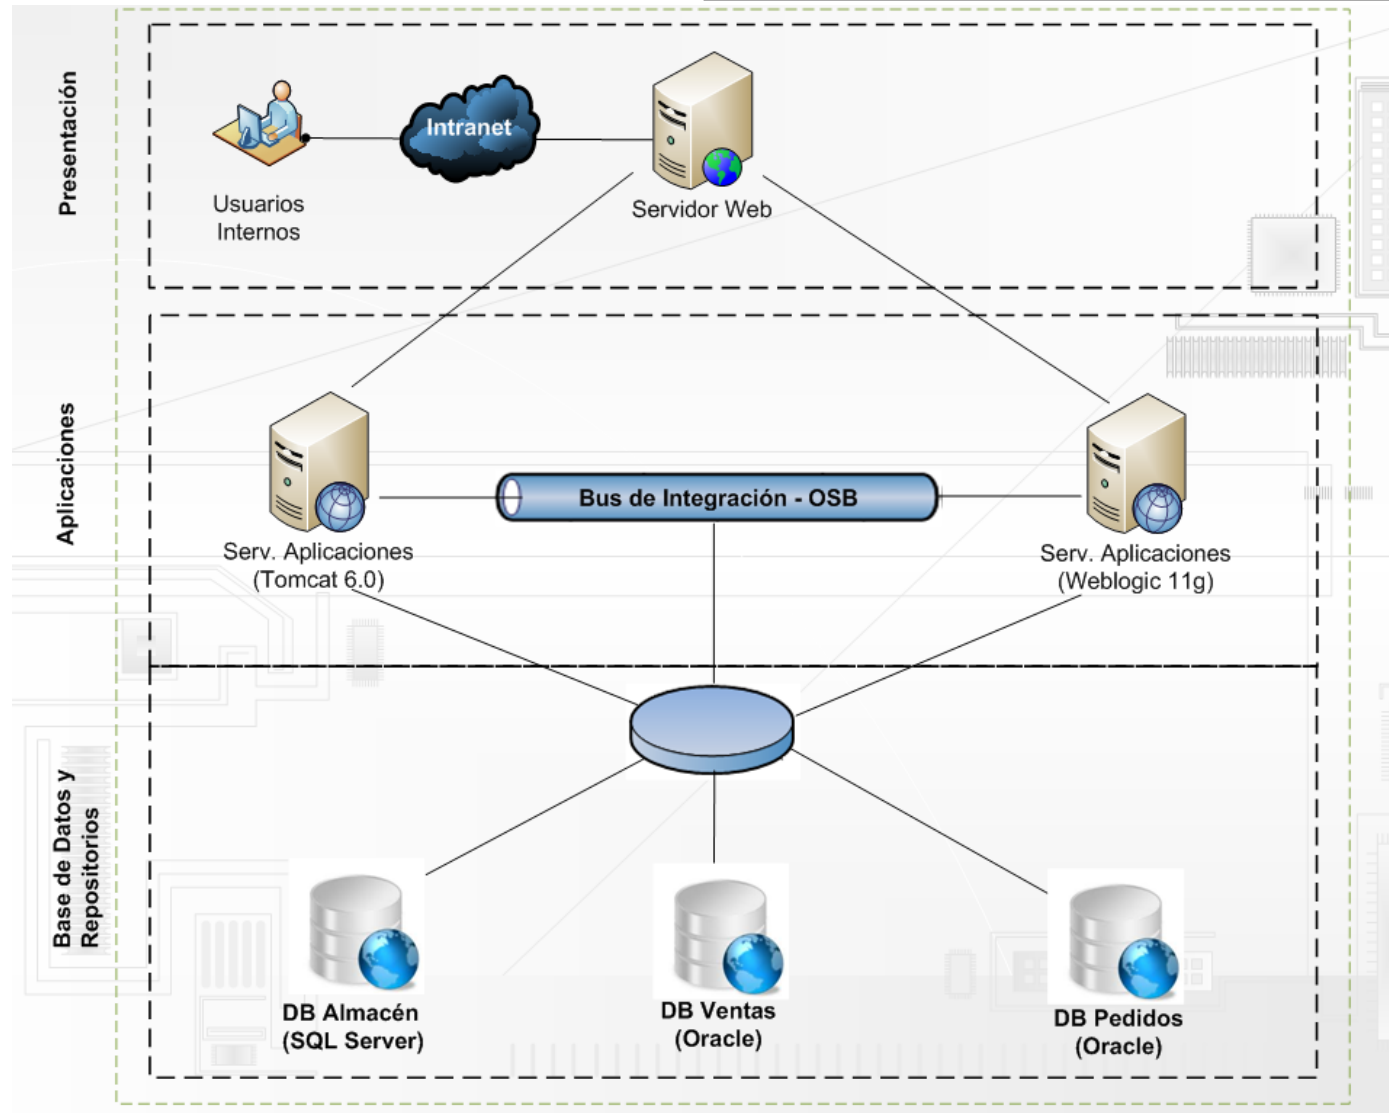 Presentación
Intranet
Usuarios
Internos
Servidor Web
Aplicaciones
Bus de Integración - OSB
Serv. Aplicaciones
(Tomcat 6.0)
Serv. Aplicaciones
(Weblogic 11g)
Base de Datos y
Repositorios
DB Almacén
(SQL Server)
DB Ventas
(Oracle)
DB Pedidos
(Oracle)